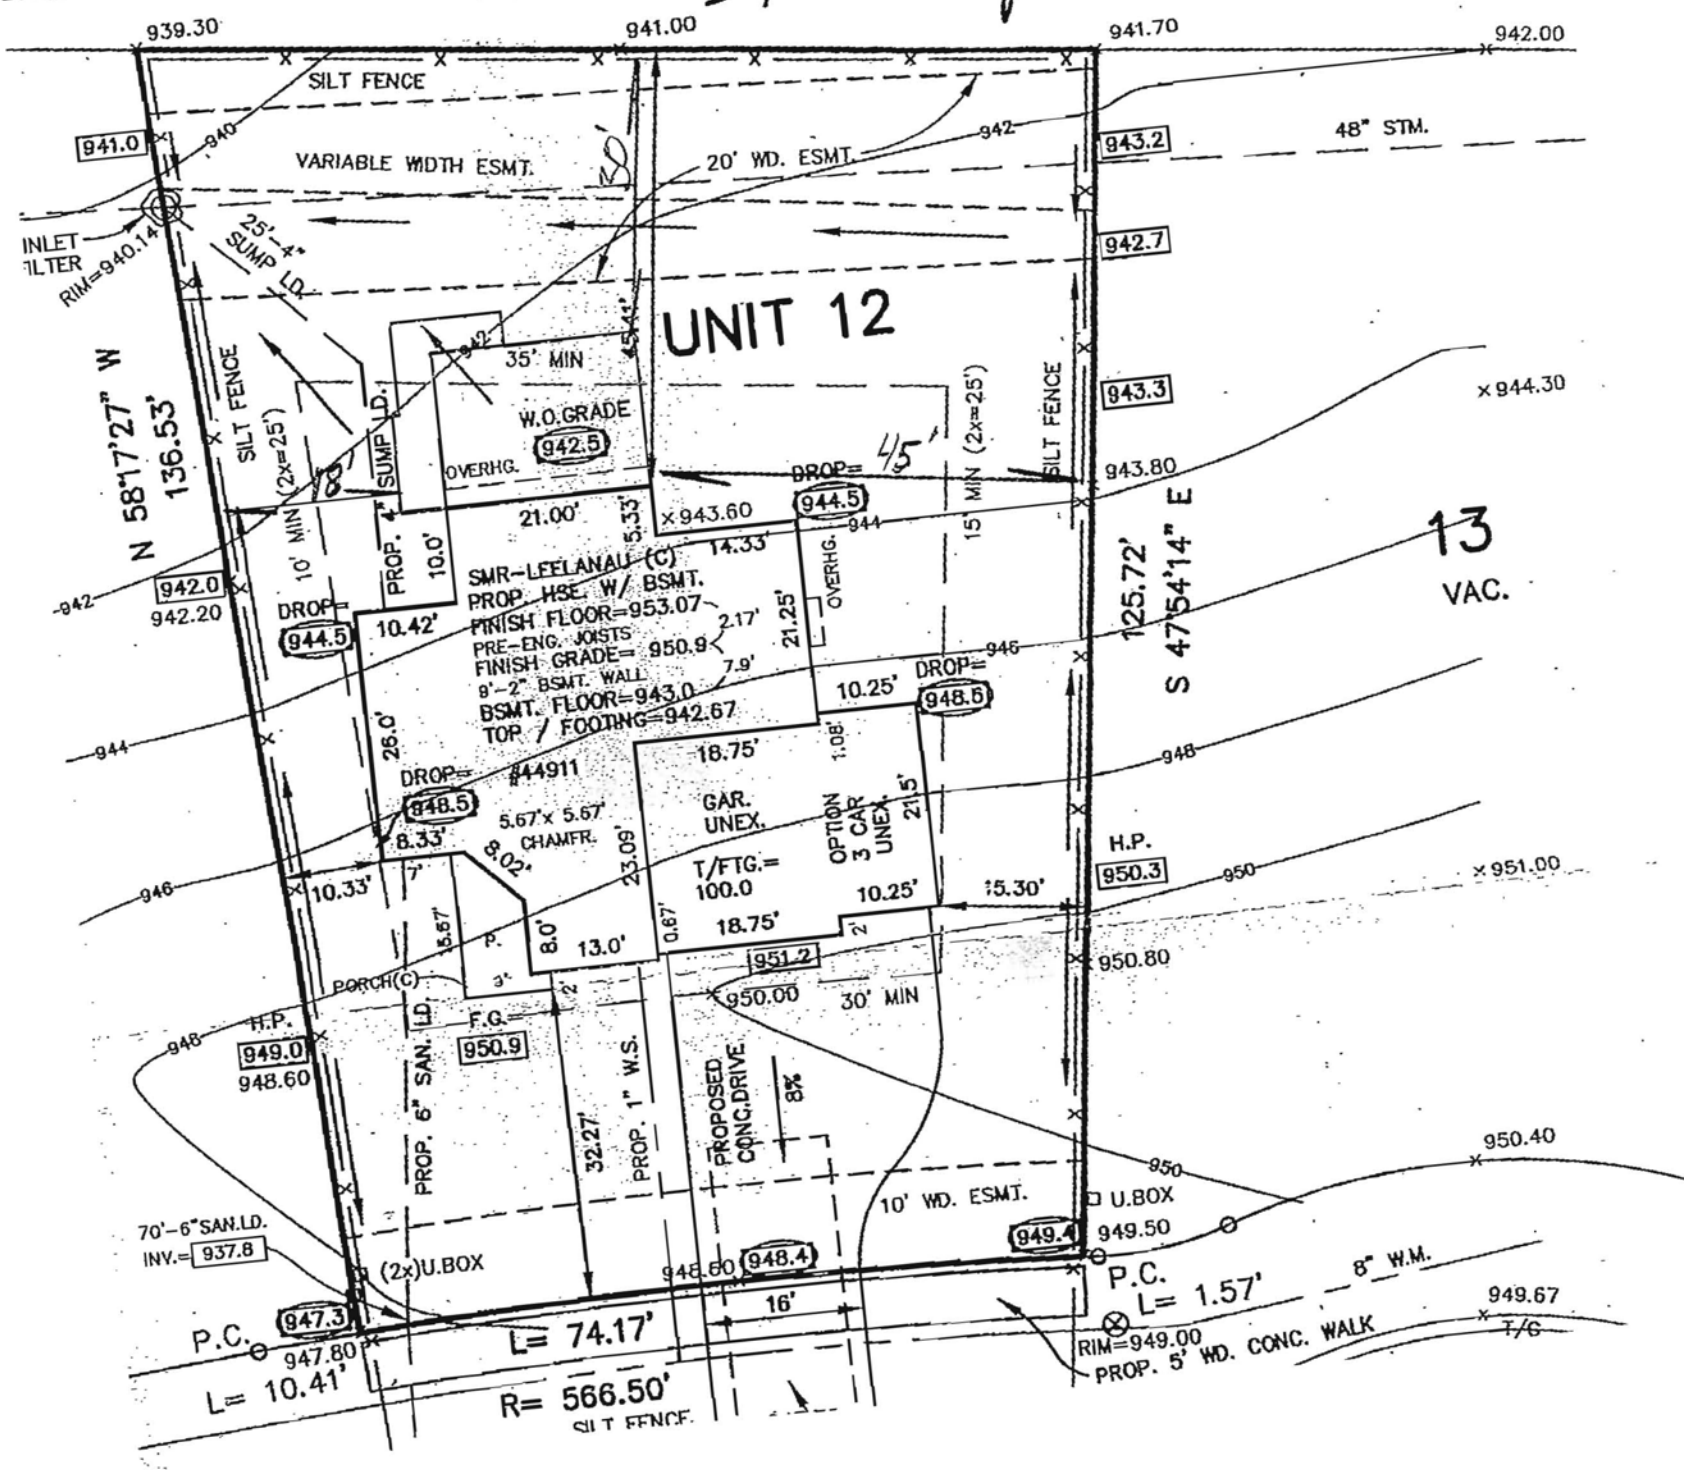 939.30
941.00
941.70
942.00
SILT FENCE
941.0
940
942
943.2
48" STM.
VARIABLE WIDTH ESMT.
50'
20' WD. ESMT.
INLET
FILTER
RIM=940.14
25'-4"
SUMP LD.
942.7
UNIT 12
45.41'
942
35' MIN
N 58°17'27" W
136.53'
SILT FENCE
10' MIN (2x=25')
PROP. 4" SUMP LD.
W.O.GRADE
942.5
OVERHG.
18'
45'
SILT FENCE
15' MIN (2x=25')
943.3
×944.30
943.80
DROP=
944.5
21.00'
5.33'
×943.60
944
14.33'
10.0'
OVERHG.
125.72'
S 47°54'14" E
13
VAC.
942
942.0
942.20
DROP=
944.5
10.42'
SMR-LEELANAU (C)
PROP. HSE. W/ BSMT.
FINISH FLOOR=953.07
PRE-ENG. JOISTS
2.17'
FINISH GRADE= 950.9
9'-2" BSMT. WALL
7.9'
BSMT. FLOOR=943.0
TOP / FOOTING=942.67
21.25'
946
DROP=
948.5
10.25'
944
26.0'
18.75'
1.08'
948
DROP=
948.5
#44911
5.67'x 5.67'
CHAMFR.
GAR.
UNEX.
OPTION
3 CAR
UNEX.
21.5'
8.33'
8.02'
23.09'
T/FTG.=
100.0
H.P.
950.3
950
×951.00
946
10.33'
7'
10.25'
15.30'
P.
8.0'
13.0'
0.67'
18.75'
2'
951.2
950.80
PORCH(C)
3'
2'
950.00
30' MIN
948
H.P.
949.0
948.60
F.G.=
950.9
PROP. 6" SAN. LD.
32.27'
PROP. 1" W.S.
PROPOSED
CONC.DRIVE
8%
950
950.40
10' WD. ESMT.
U.BOX
70'-6"SAN.LD.
INV.= 937.8
(2x)U.BOX
948.60
948.4
949.4
949.50
8" W.M.
P.C.
L= 1.57'
947.3
P.C.
947.80
L= 10.41'
L= 74.17'
16'
R= 566.50'
SILT FENCE
RIM=949.00
PROP. 5' WD. CONC. WALK
949.67
T/C